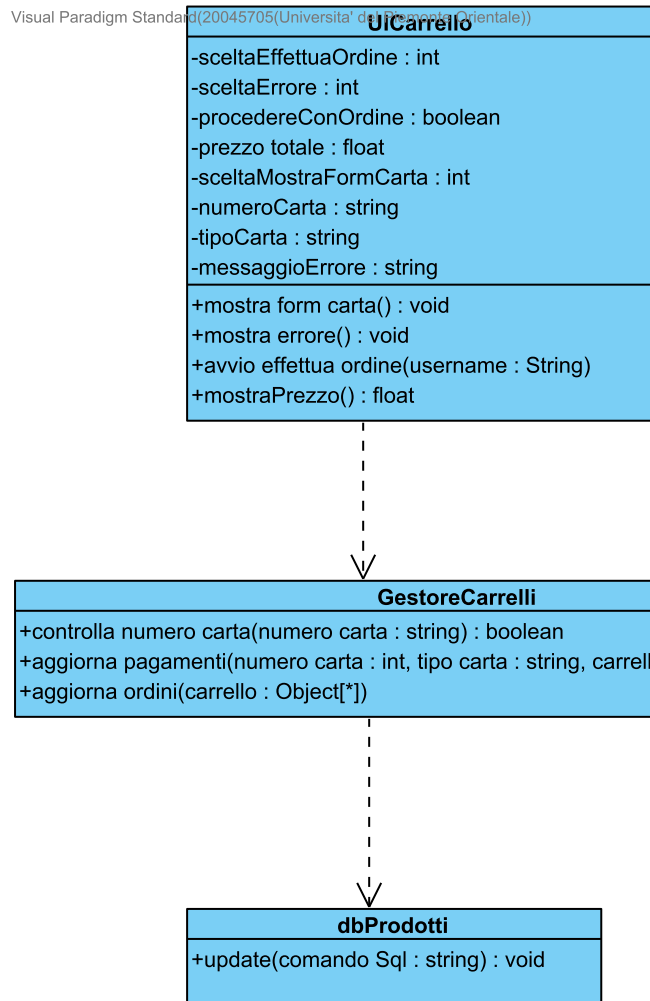 Visual Paradigm Standard(20045705(Universita' del Piemonte Orientale))
UiCarrello
-sceltaEffettuaOrdine : int
-sceltaErrore : int
-procedereConOrdine : boolean
-prezzo totale : float
-sceltaMostraFormCarta : int
-numeroCarta : string
-tipoCarta : string
-messaggioErrore : string
+mostra form carta() : void
+mostra errore() : void
+avvio effettua ordine(username : String)
+mostraPrezzo() : float
GestoreCarrelli
+controlla numero carta(numero carta : string) : boolean
+aggiorna pagamenti(numero carta : int, tipo carta : string, carrell
+aggiorna ordini(carrello : Object[*])
dbProdotti
+update(comando Sql : string) : void